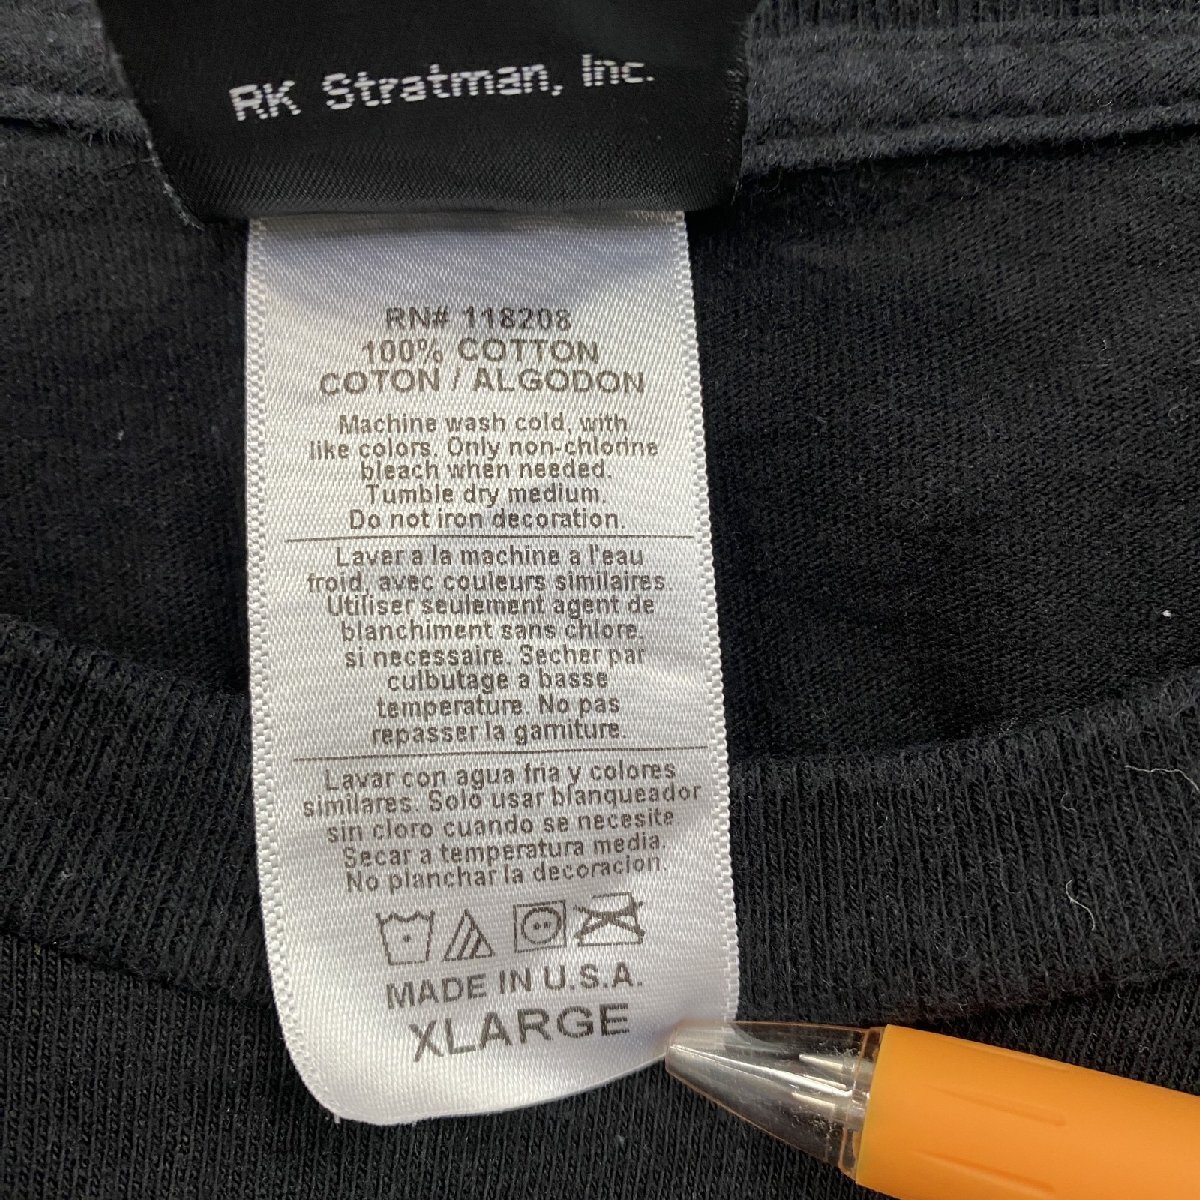 RK Stratman, Inc.
RN# 118208
100% COTTON
COTON / ALGODON
Machine wash cold, with
like colors. Only non-chlorine
bleach when needed.
Tumble dry medium.
Do not iron decoration.
Laver a la machine a l'eau
froid, avec couleurs similaires
Utiliser seulement agent de
blanchiment sans chlore.
si necessaire. Secher par
culbutage a basse
temperature. No pas
repasser la garniture.
Lavar con agua fria y colores
similares. Solo usar blanqueador
sin cloro cuando se necesite
Secar a temperatura media.
No planchar la decoracion.
MADE IN U.S.A.
XLARGE